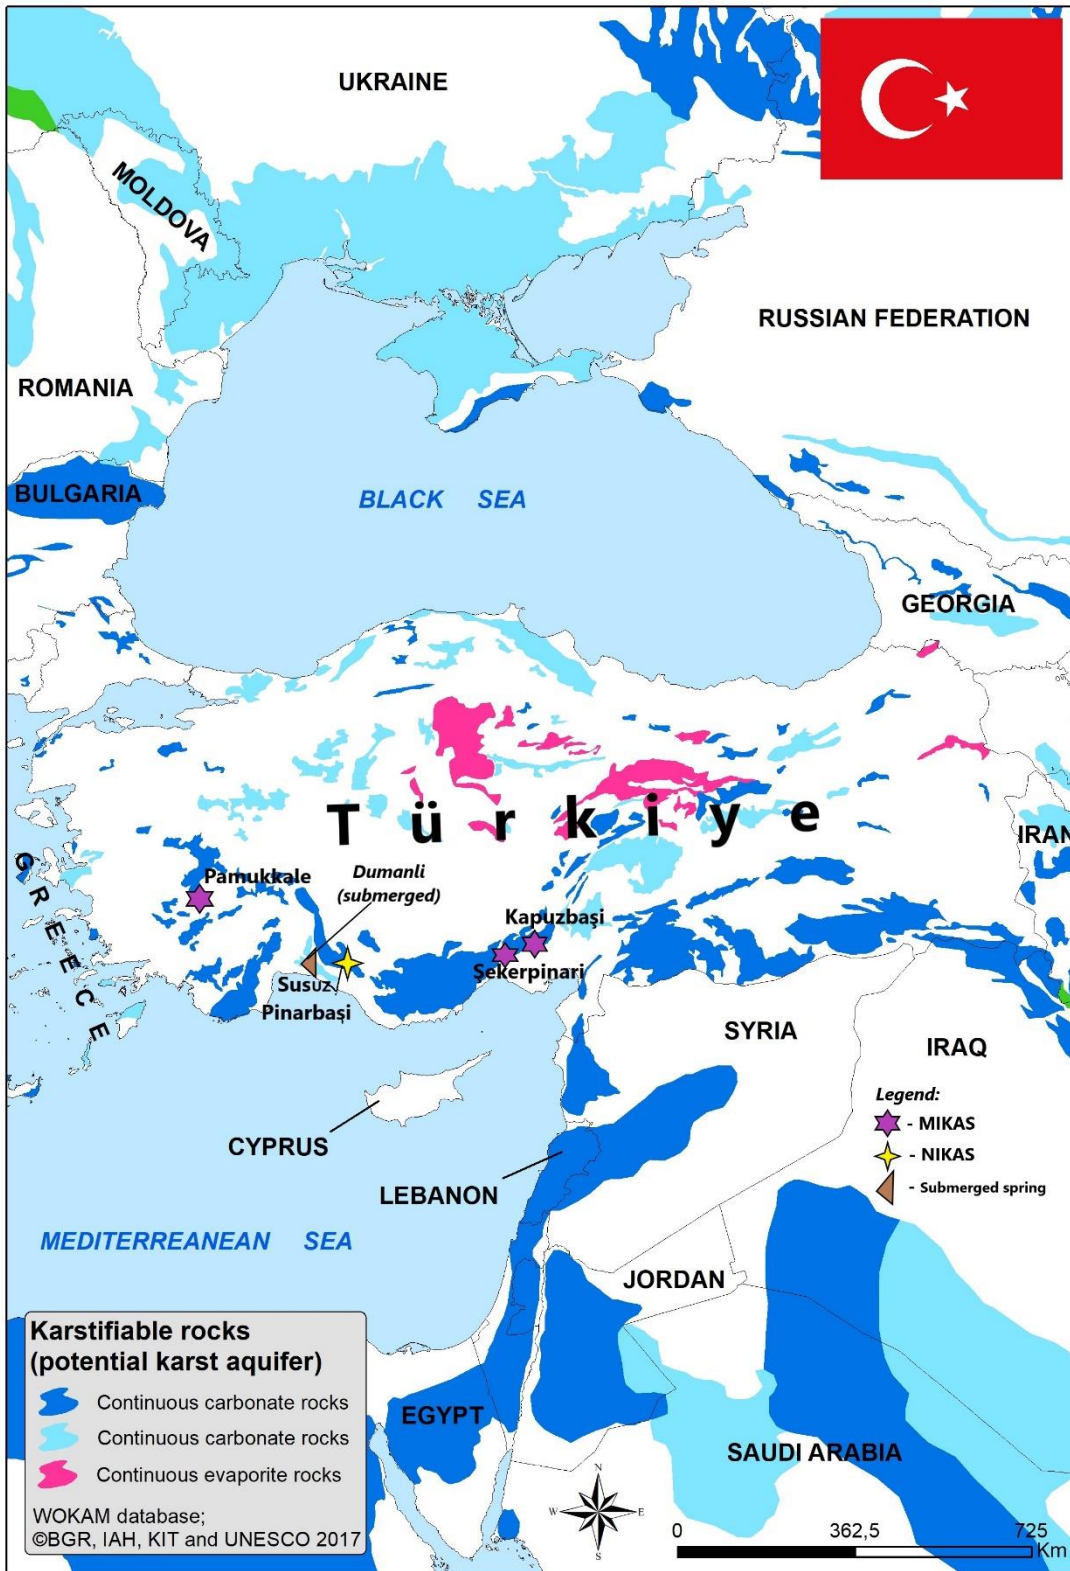 UKRAINE
MOLDOVA
RUSSIAN FEDERATION
ROMANIA
BULGARIA
BLACK SEA
GEORGIA
Türkiye
IRAN
GREECE
Pamukkale
Dumanli
(submerged)
Kapuzbaşi
Şekerpinari
Susuz
Pinarbaşi
SYRIA
IRAQ
CYPRUS
LEBANON
Legend:
- MIKAS
- NIKAS
- Submerged spring
MEDITERREANEAN SEA
JORDAN
EGYPT
SAUDI ARABIA
Karstifiable rocks
(potential karst aquifer)
Continuous carbonate rocks
Continuous carbonate rocks
Continuous evaporite rocks
WOKAM database;
©BGR, IAH, KIT and UNESCO 2017
N
W E
S
0 362,5 725
Km